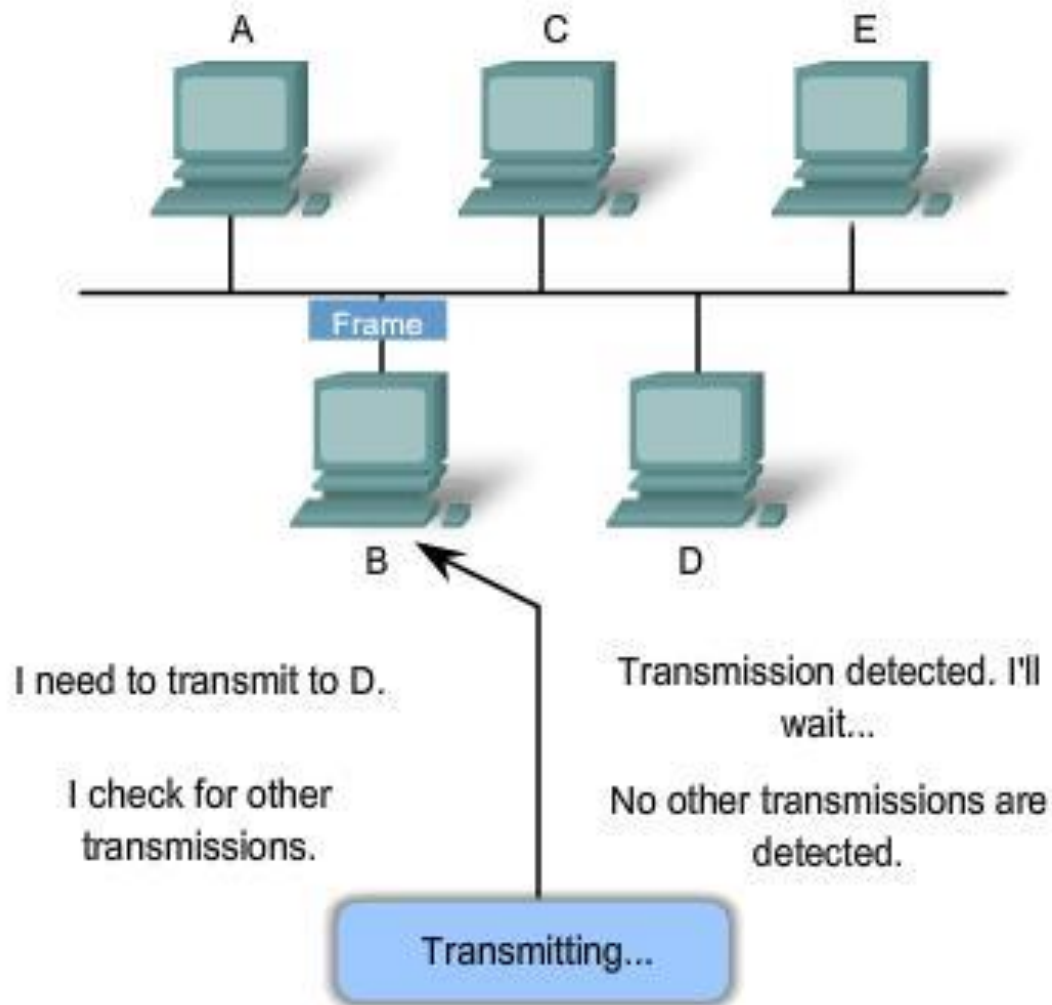 A
C
E
Frame
B
D
I need to transmit to D.
I check for other
transmissions.
Transmission detected. I'll
wait...
No other transmissions are
detected.
Transmitting...